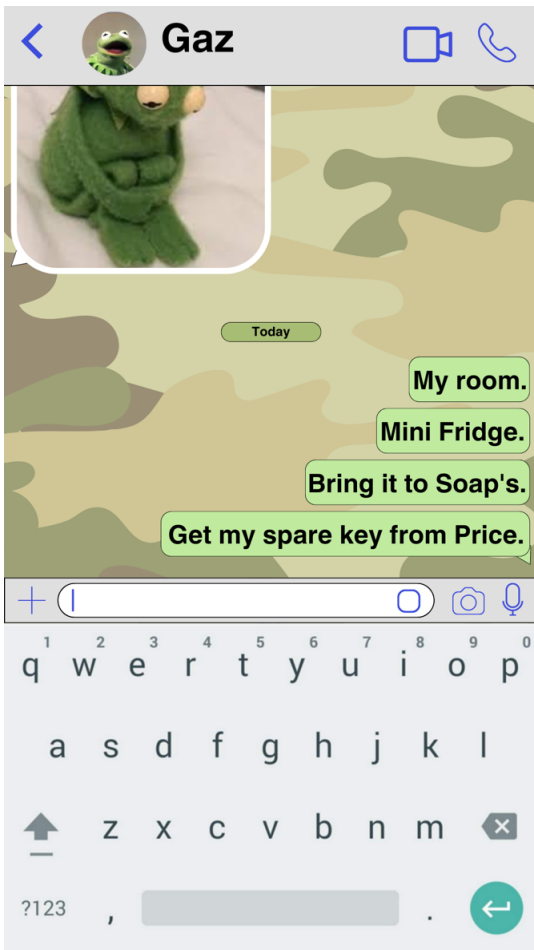 Gaz
Today
My room.
Mini Fridge.
Bring it to Soap's.
Get my spare key from Price.
1 2 3 4 5 6 7 8 9 0
q w e r t y u i o p
a s d f g h j k l
z x c v b n m
?123 , .